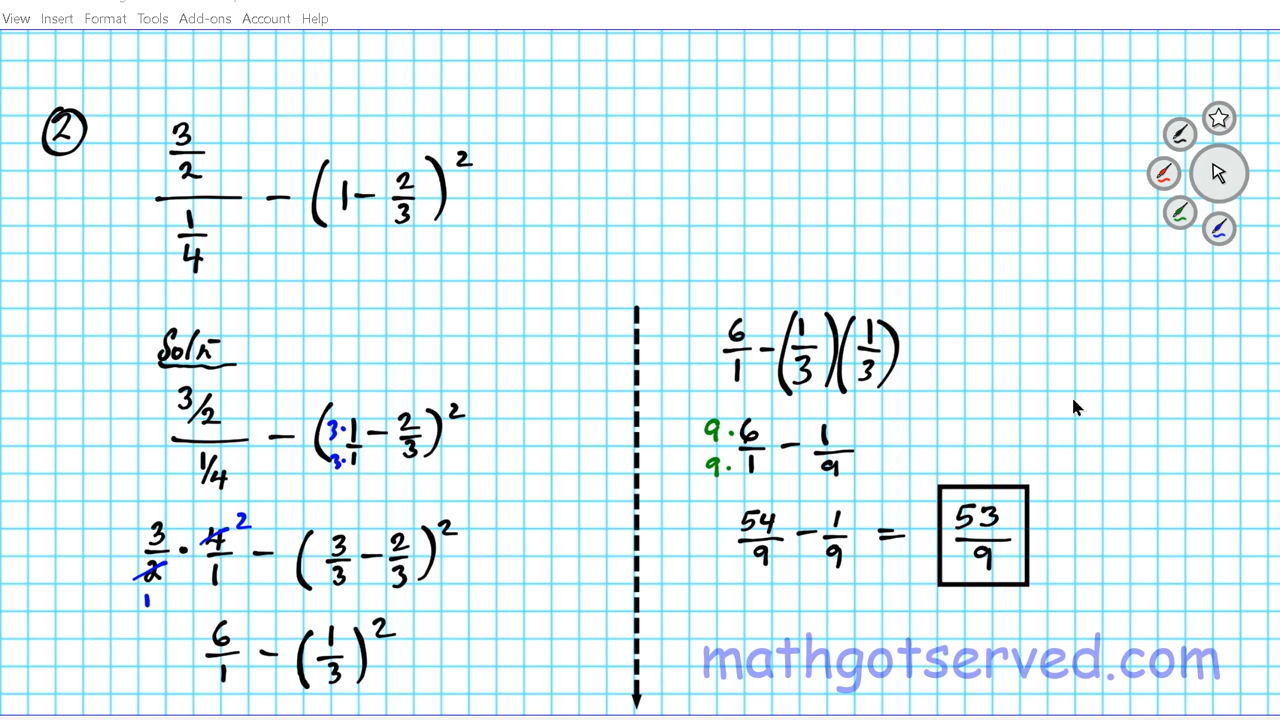 View Insert Format Tools Add-ons Account Help
② (3/2)/(1/4) − (1 − 2/3)²
Soln
(3/2)/(1/4) − (3·1/3·1 − 2/3)²
3/2 · 4/1 − (3/3 − 2/3)²
2
1
6/1 − (1/3)²
6/1 − (1/3)(1/3)
9·6/9·1 − 1/9
54/9 − 1/9 = 53/9
mathgotserved.com